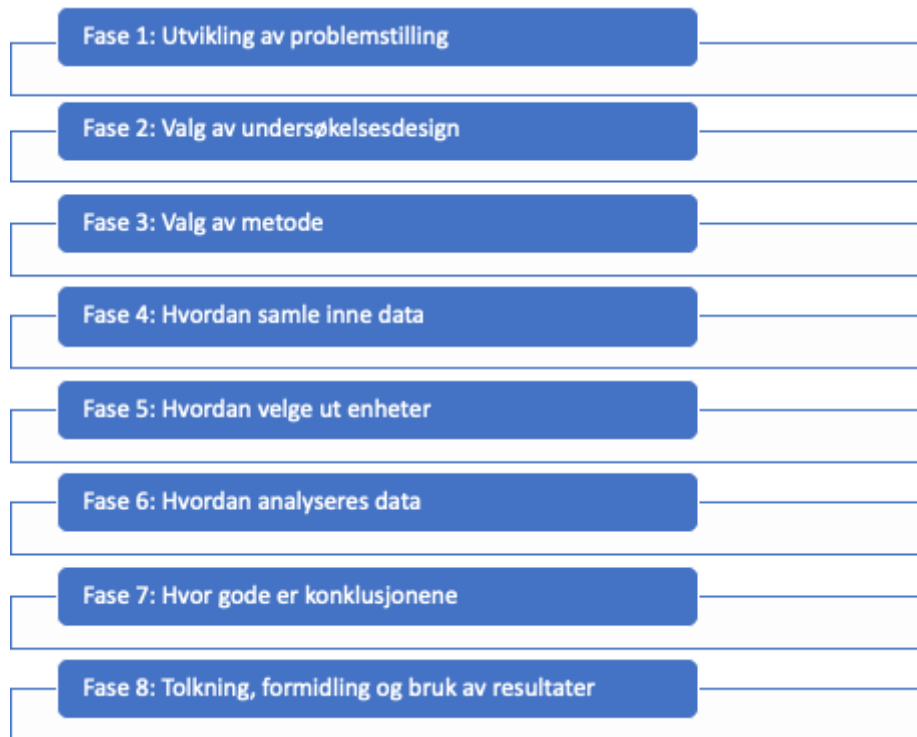 Fase 1: Utvikling av problemstilling
Fase 2: Valg av undersøkelsesdesign
Fase 3: Valg av metode
Fase 4: Hvordan samle inne data
Fase 5: Hvordan velge ut enheter
Fase 6: Hvordan analyseres data
Fase 7: Hvor gode er konklusjonene
Fase 8: Tolkning, formidling og bruk av resultater